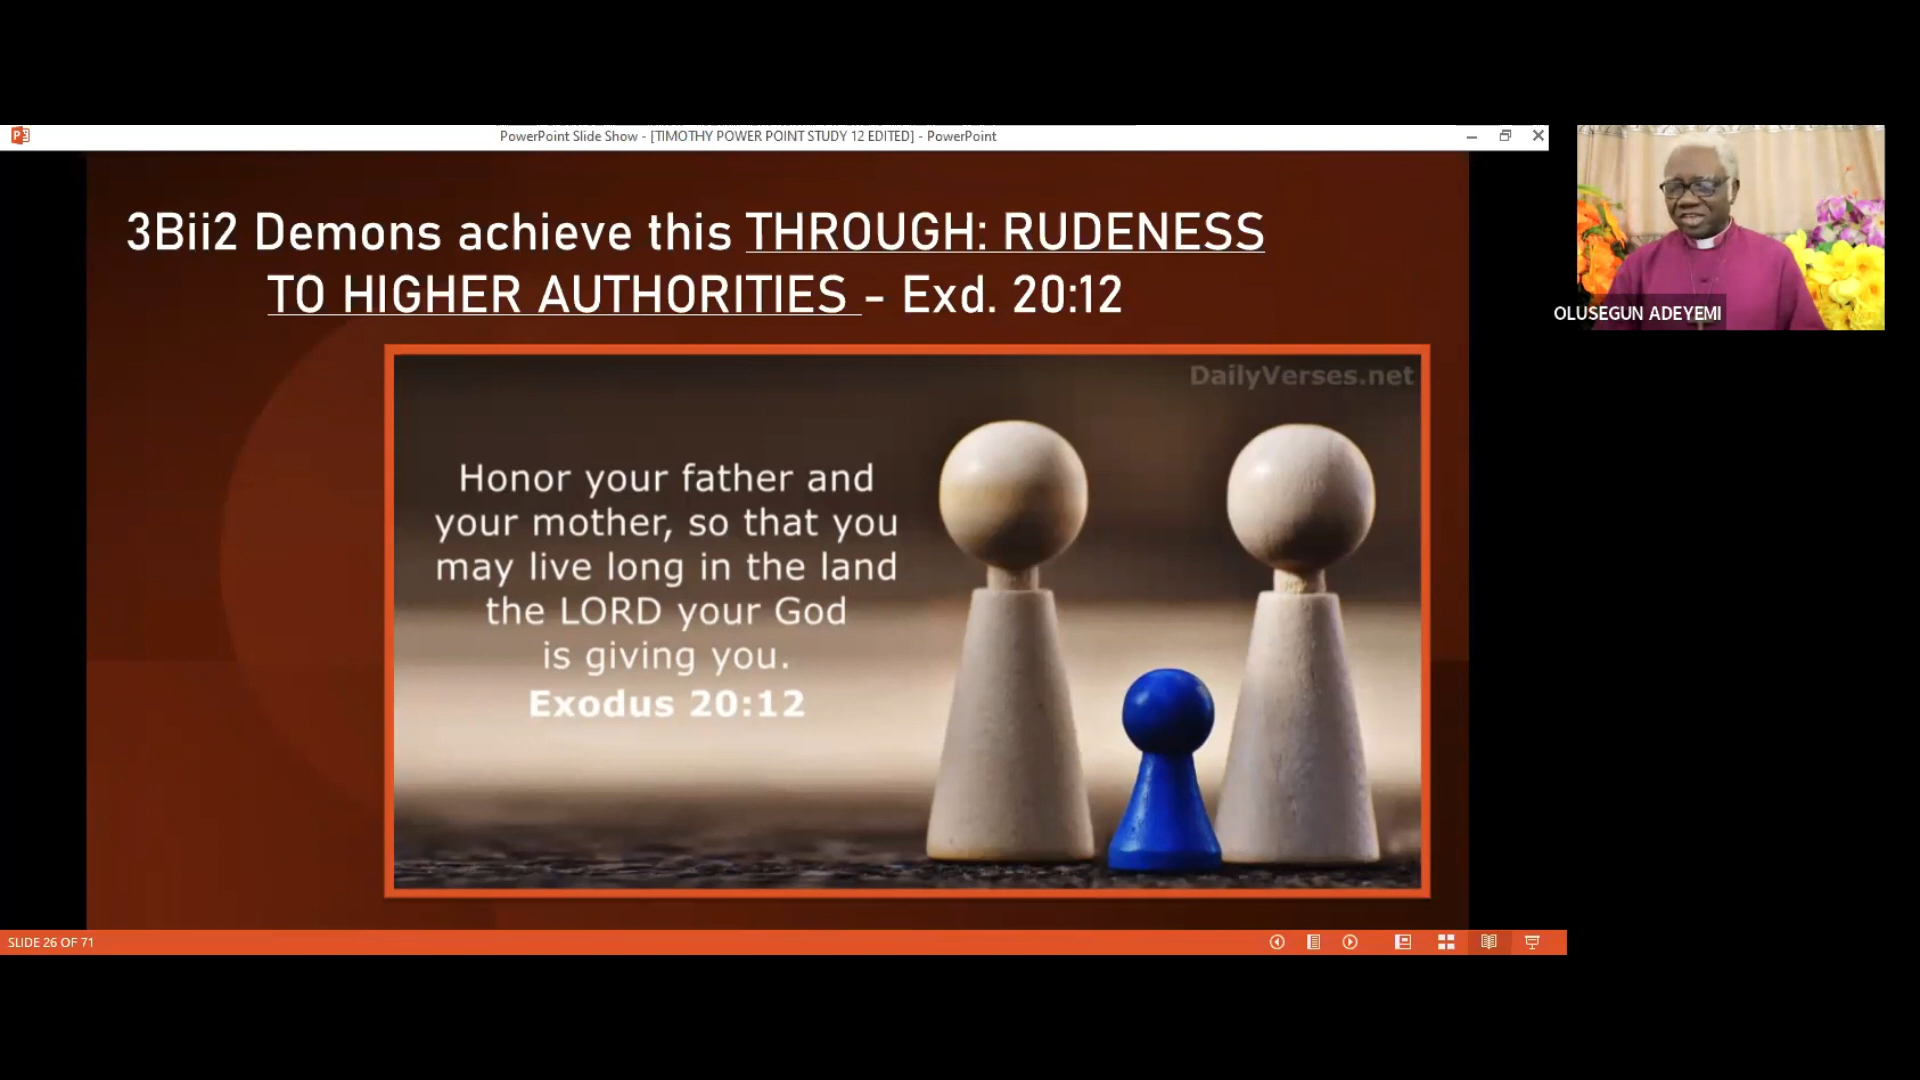 PowerPoint Slide Show - [TIMOTHY POWER POINT STUDY 12 EDITED] - PowerPoint
3Bii2 Demons achieve this THROUGH: RUDENESS
TO HIGHER AUTHORITIES - Exd. 20:12
DailyVerses.net
Honor your father and
your mother, so that you
may live long in the land
the LORD your God
is giving you.
Exodus 20:12
OLUSEGUN ADEYEMI
SLIDE 26 OF 71